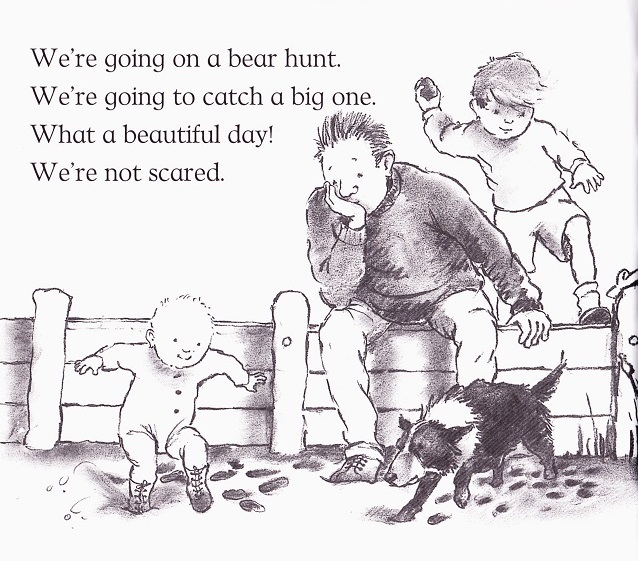 We're going on a bear hunt.
We're going to catch a big one.
What a beautiful day!
We're not scared.